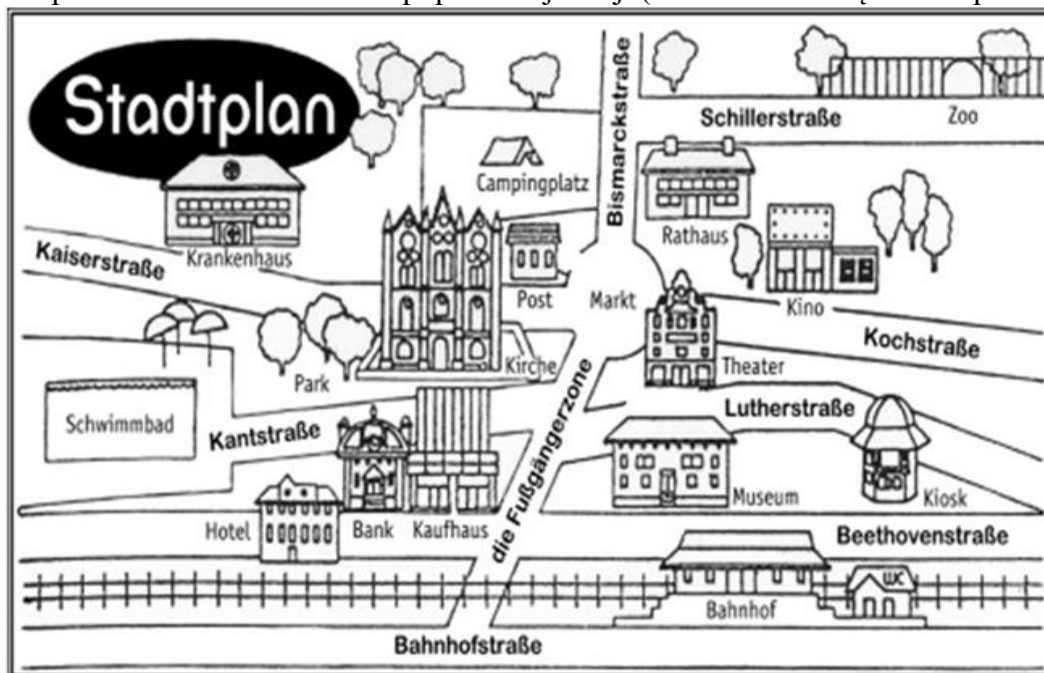 Stadtplan
Bismarckstraße
Schillerstraße
Zoo
Campingplatz
Krankenhaus
Rathaus
Kaiserstraße
Post
Markt
Kino
Kochstraße
Kirche
Theater
Park
Schwimmbad
Kantstraße
Lutherstraße
die Fußgängerzone
Museum
Kiosk
Hotel
Bank
Kaufhaus
Beethovenstraße
WC
Bahnhof
Bahnhofstraße